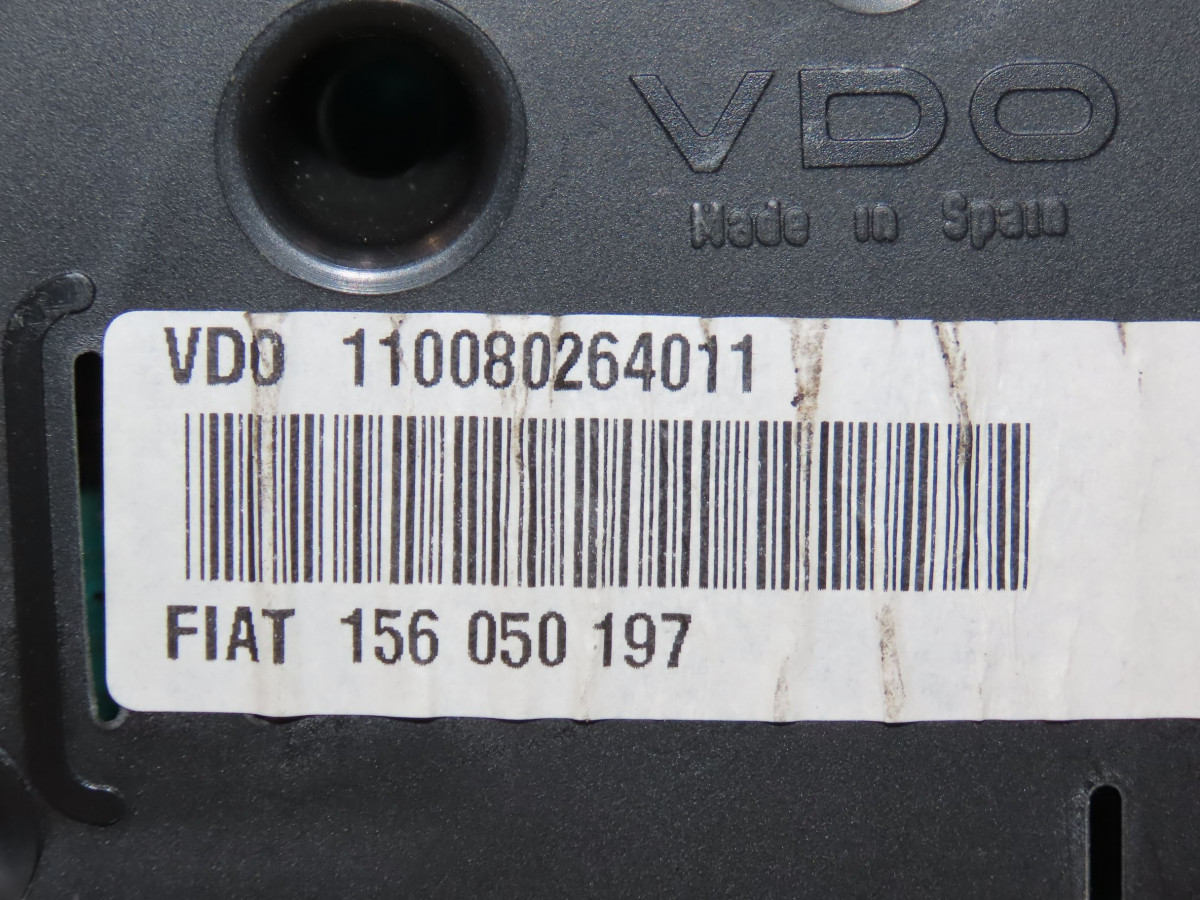 VDO
Made in Spain
VDO 110080264011
FIAT 156 050 197